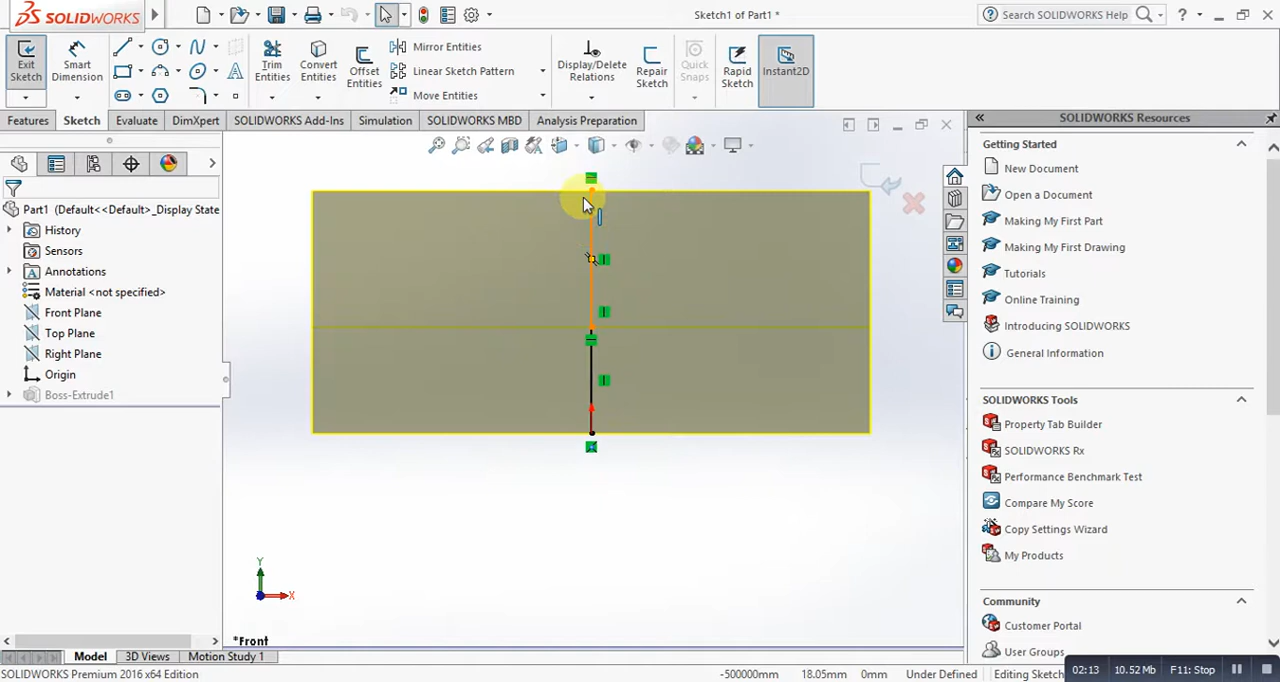 SOLIDWORKS
Sketch1 of Part1 *
Search SOLIDWORKS Help
?
Exit Sketch
Smart Dimension
Trim Entities
Convert Entities
Offset Entities
Mirror Entities
Linear Sketch Pattern
Move Entities
Display/Delete Relations
Repair Sketch
Quick Snaps
Rapid Sketch
Instant2D
Features
Sketch
Evaluate
DimXpert
SOLIDWORKS Add-Ins
Simulation
SOLIDWORKS MBD
Analysis Preparation
Part1 (Default<<Default>_Display State
History
Sensors
Annotations
Material <not specified>
Front Plane
Top Plane
Right Plane
Origin
Boss-Extrude1
Y
X
*Front
SOLIDWORKS Resources
Getting Started
New Document
Open a Document
Making My First Part
Making My First Drawing
Tutorials
Online Training
Introducing SOLIDWORKS
General Information
SOLIDWORKS Tools
Property Tab Builder
SOLIDWORKS Rx
Performance Benchmark Test
Compare My Score
Copy Settings Wizard
My Products
Community
Customer Portal
User Groups
Model
3D Views
Motion Study 1
SOLIDWORKS Premium 2016 x64 Edition
-500000mm
18.05mm
0mm
Under Defined
Editing Sketch
02:13
10.52 Mb
F11: Stop